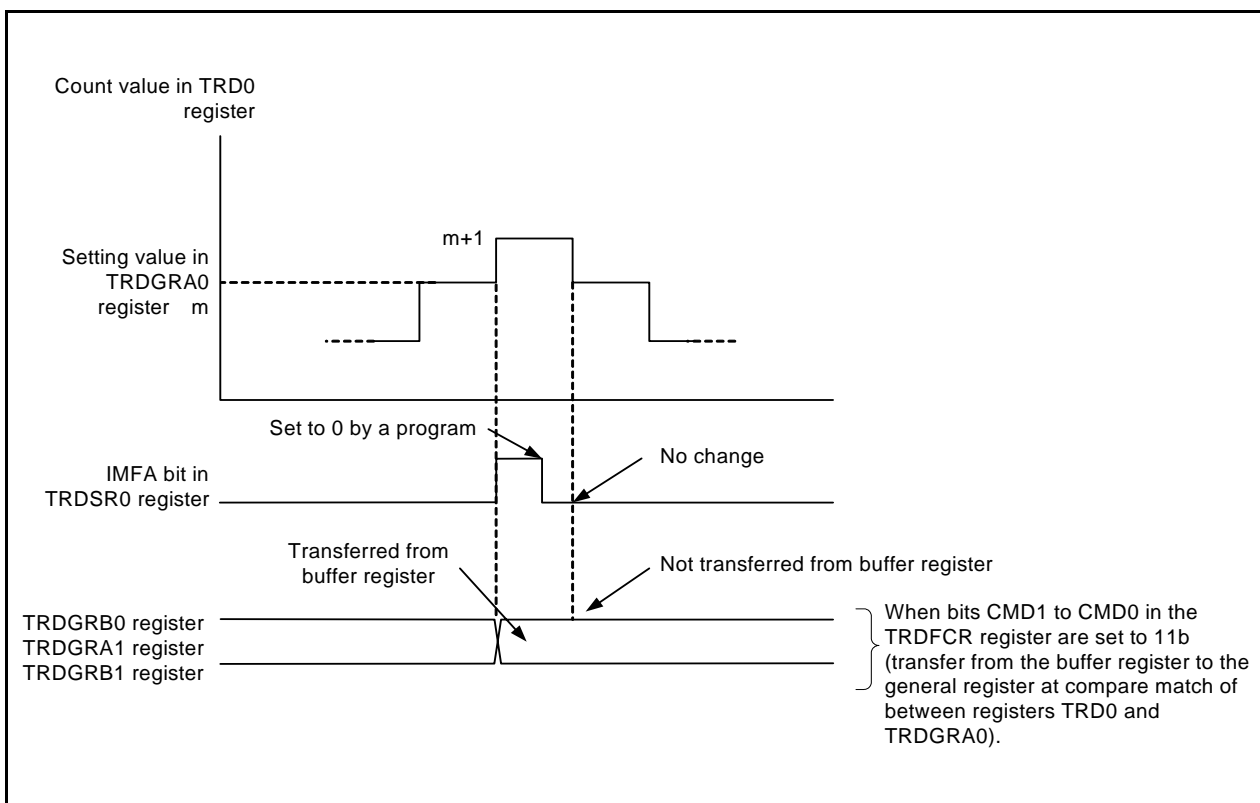 Count value in TRD0
register
Setting value in
TRDGRA0
register m
m+1
Set to 0 by a program
No change
IMFA bit in
TRDSR0 register
Transferred from
buffer register
Not transferred from buffer register
TRDGRB0 register
TRDGRA1 register
TRDGRB1 register
When bits CMD1 to CMD0 in the
TRDFCR register are set to 11b
(transfer from the buffer register to the
general register at compare match of
between registers TRD0 and
TRDGRA0).